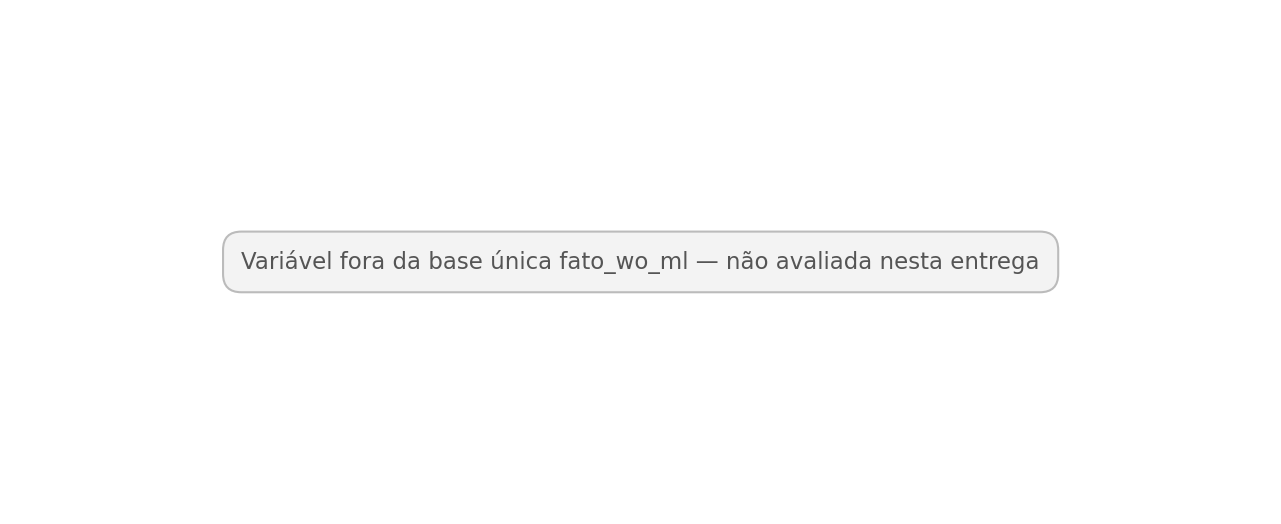 Variável fora da base única fato_wo_ml — não avaliada nesta entrega